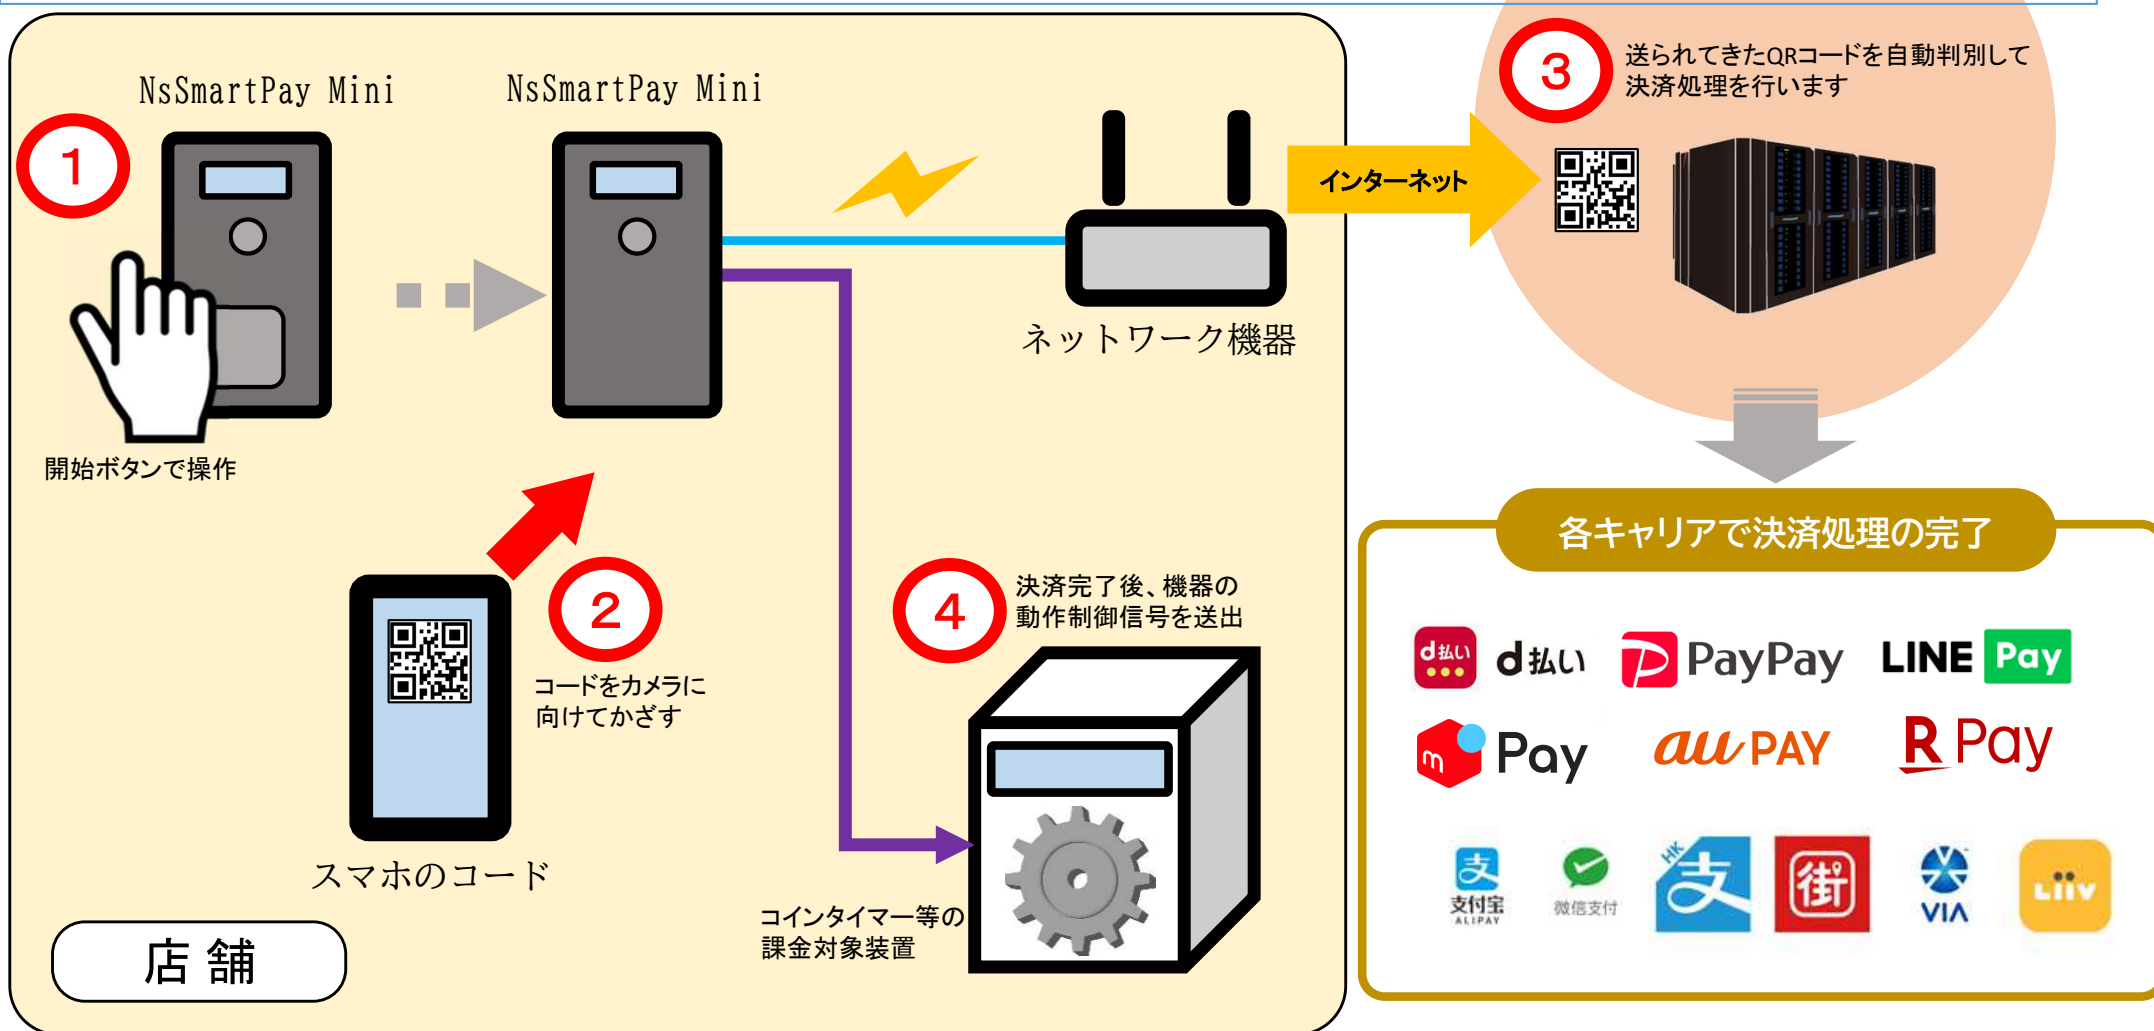 NsSmartPay Mini
NsSmartPay Mini
1
開始ボタンで操作
ネットワーク機器
インターネット
3
送られてきたQRコードを自動判別して
決済処理を行います
2
コードをカメラに
向けてかざす
スマホのコード
4
決済完了後、機器の
動作制御信号を送出
コインタイマー等の
課金対象装置
店舗
各キャリアで決済処理の完了
d払い d払い
PayPay
LINE Pay
m Pay
au PAY
R Pay
支
支付宝
ALIPAY
微信支付
HK
支
街
VIA
Liiv